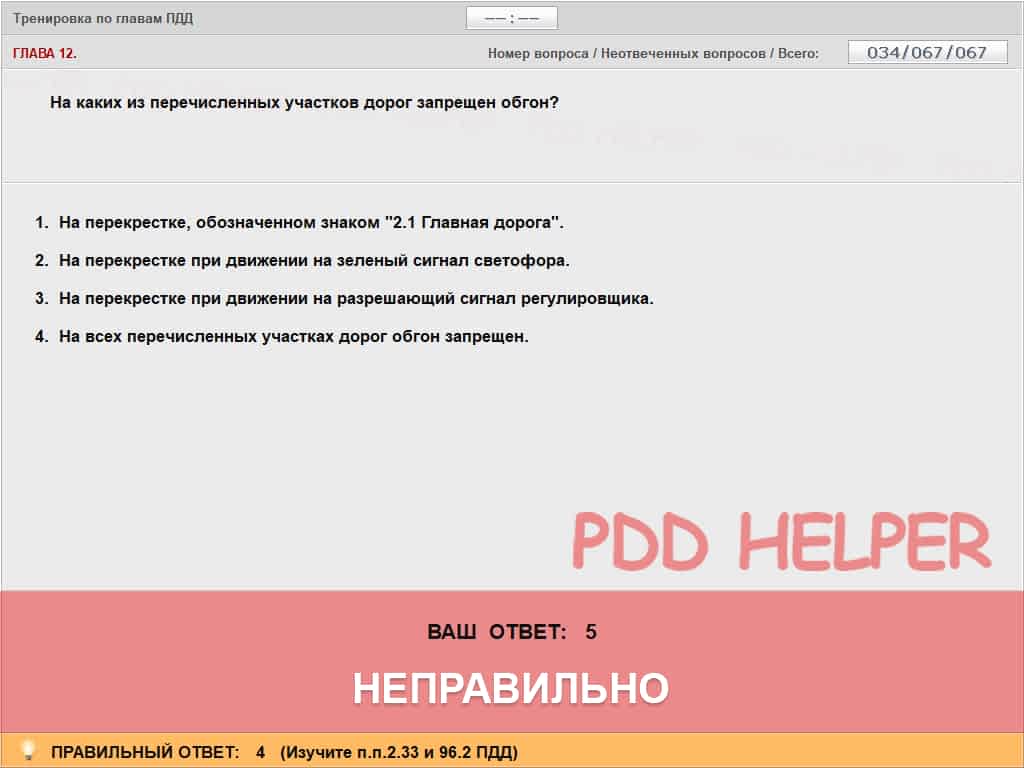 Тренировка по главам ПДД
—— : ——
ГЛАВА 12.
Номер вопроса / Неотвеченных вопросов / Всего:
034/067/067
На каких из перечисленных участков дорог запрещен обгон?
1. На перекрестке, обозначенном знаком "2.1 Главная дорога".
2. На перекрестке при движении на зеленый сигнал светофора.
3. На перекрестке при движении на разрешающий сигнал регулировщика.
4. На всех перечисленных участках дорог обгон запрещен.
PDD HELPER
ВАШ ОТВЕТ: 5
НЕПРАВИЛЬНО
ПРАВИЛЬНЫЙ ОТВЕТ: 4 (Изучите п.п.2.33 и 96.2 ПДД)